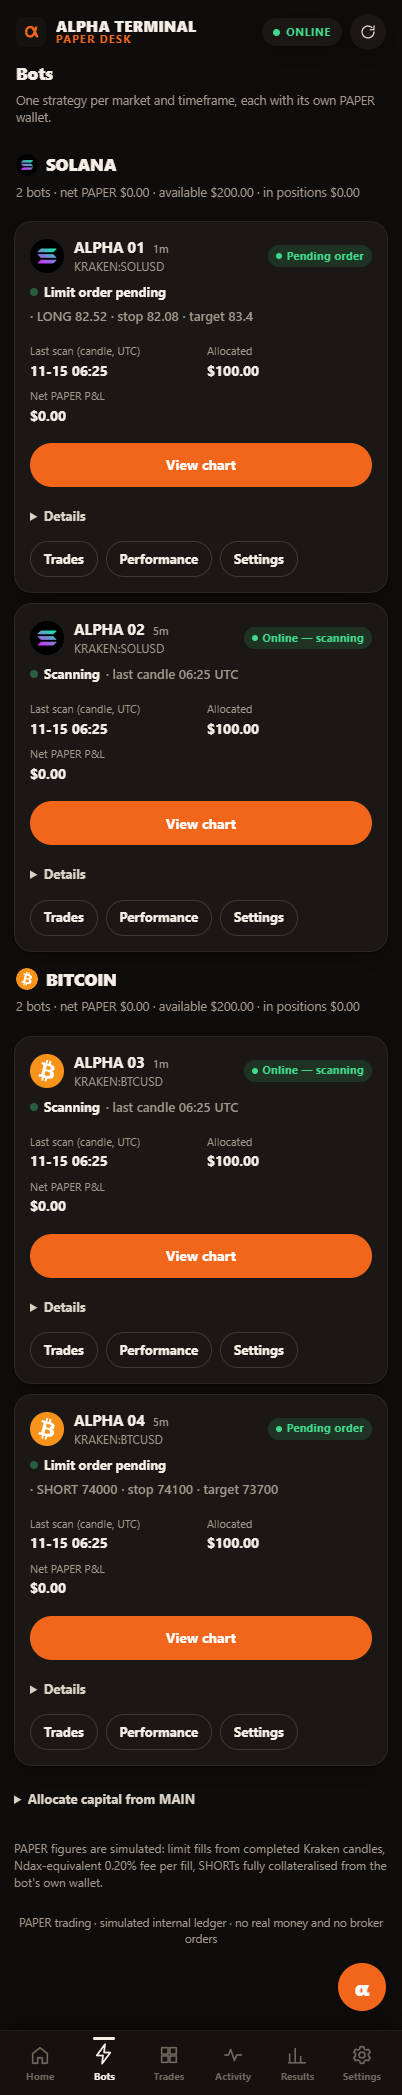 α ALPHA TERMINAL
PAPER DESK
ONLINE
Bots
One strategy per market and timeframe, each with its own PAPER
wallet.
SOLANA
2 bots · net PAPER $0.00 · available $200.00 · in positions $0.00
ALPHA 01 1m
KRAKEN:SOLUSD
Pending order
Limit order pending
· LONG 82.52 · stop 82.08 · target 83.4
Last scan (candle, UTC) Allocated
11-15 06:25 $100.00
Net PAPER P&L
$0.00
View chart
Details
Trades Performance Settings
ALPHA 02 5m
KRAKEN:SOLUSD
Online — scanning
Scanning · last candle 06:25 UTC
Last scan (candle, UTC) Allocated
11-15 06:25 $100.00
Net PAPER P&L
$0.00
View chart
Details
Trades Performance Settings
BITCOIN
2 bots · net PAPER $0.00 · available $200.00 · in positions $0.00
ALPHA 03 1m
KRAKEN:BTCUSD
Online — scanning
Scanning · last candle 06:25 UTC
Last scan (candle, UTC) Allocated
11-15 06:25 $100.00
Net PAPER P&L
$0.00
View chart
Details
Trades Performance Settings
ALPHA 04 5m
KRAKEN:BTCUSD
Pending order
Limit order pending
· SHORT 74000 · stop 74100 · target 73700
Last scan (candle, UTC) Allocated
11-15 06:25 $100.00
Net PAPER P&L
$0.00
View chart
Details
Trades Performance Settings
Allocate capital from MAIN
PAPER figures are simulated: limit fills from completed Kraken candles,
Ndax-equivalent 0.20% fee per fill, SHORTs fully collateralised from the
bot's own wallet.
PAPER trading · simulated internal ledger · no real money and no broker
orders
α
Home Bots Trades Activity Results Settings